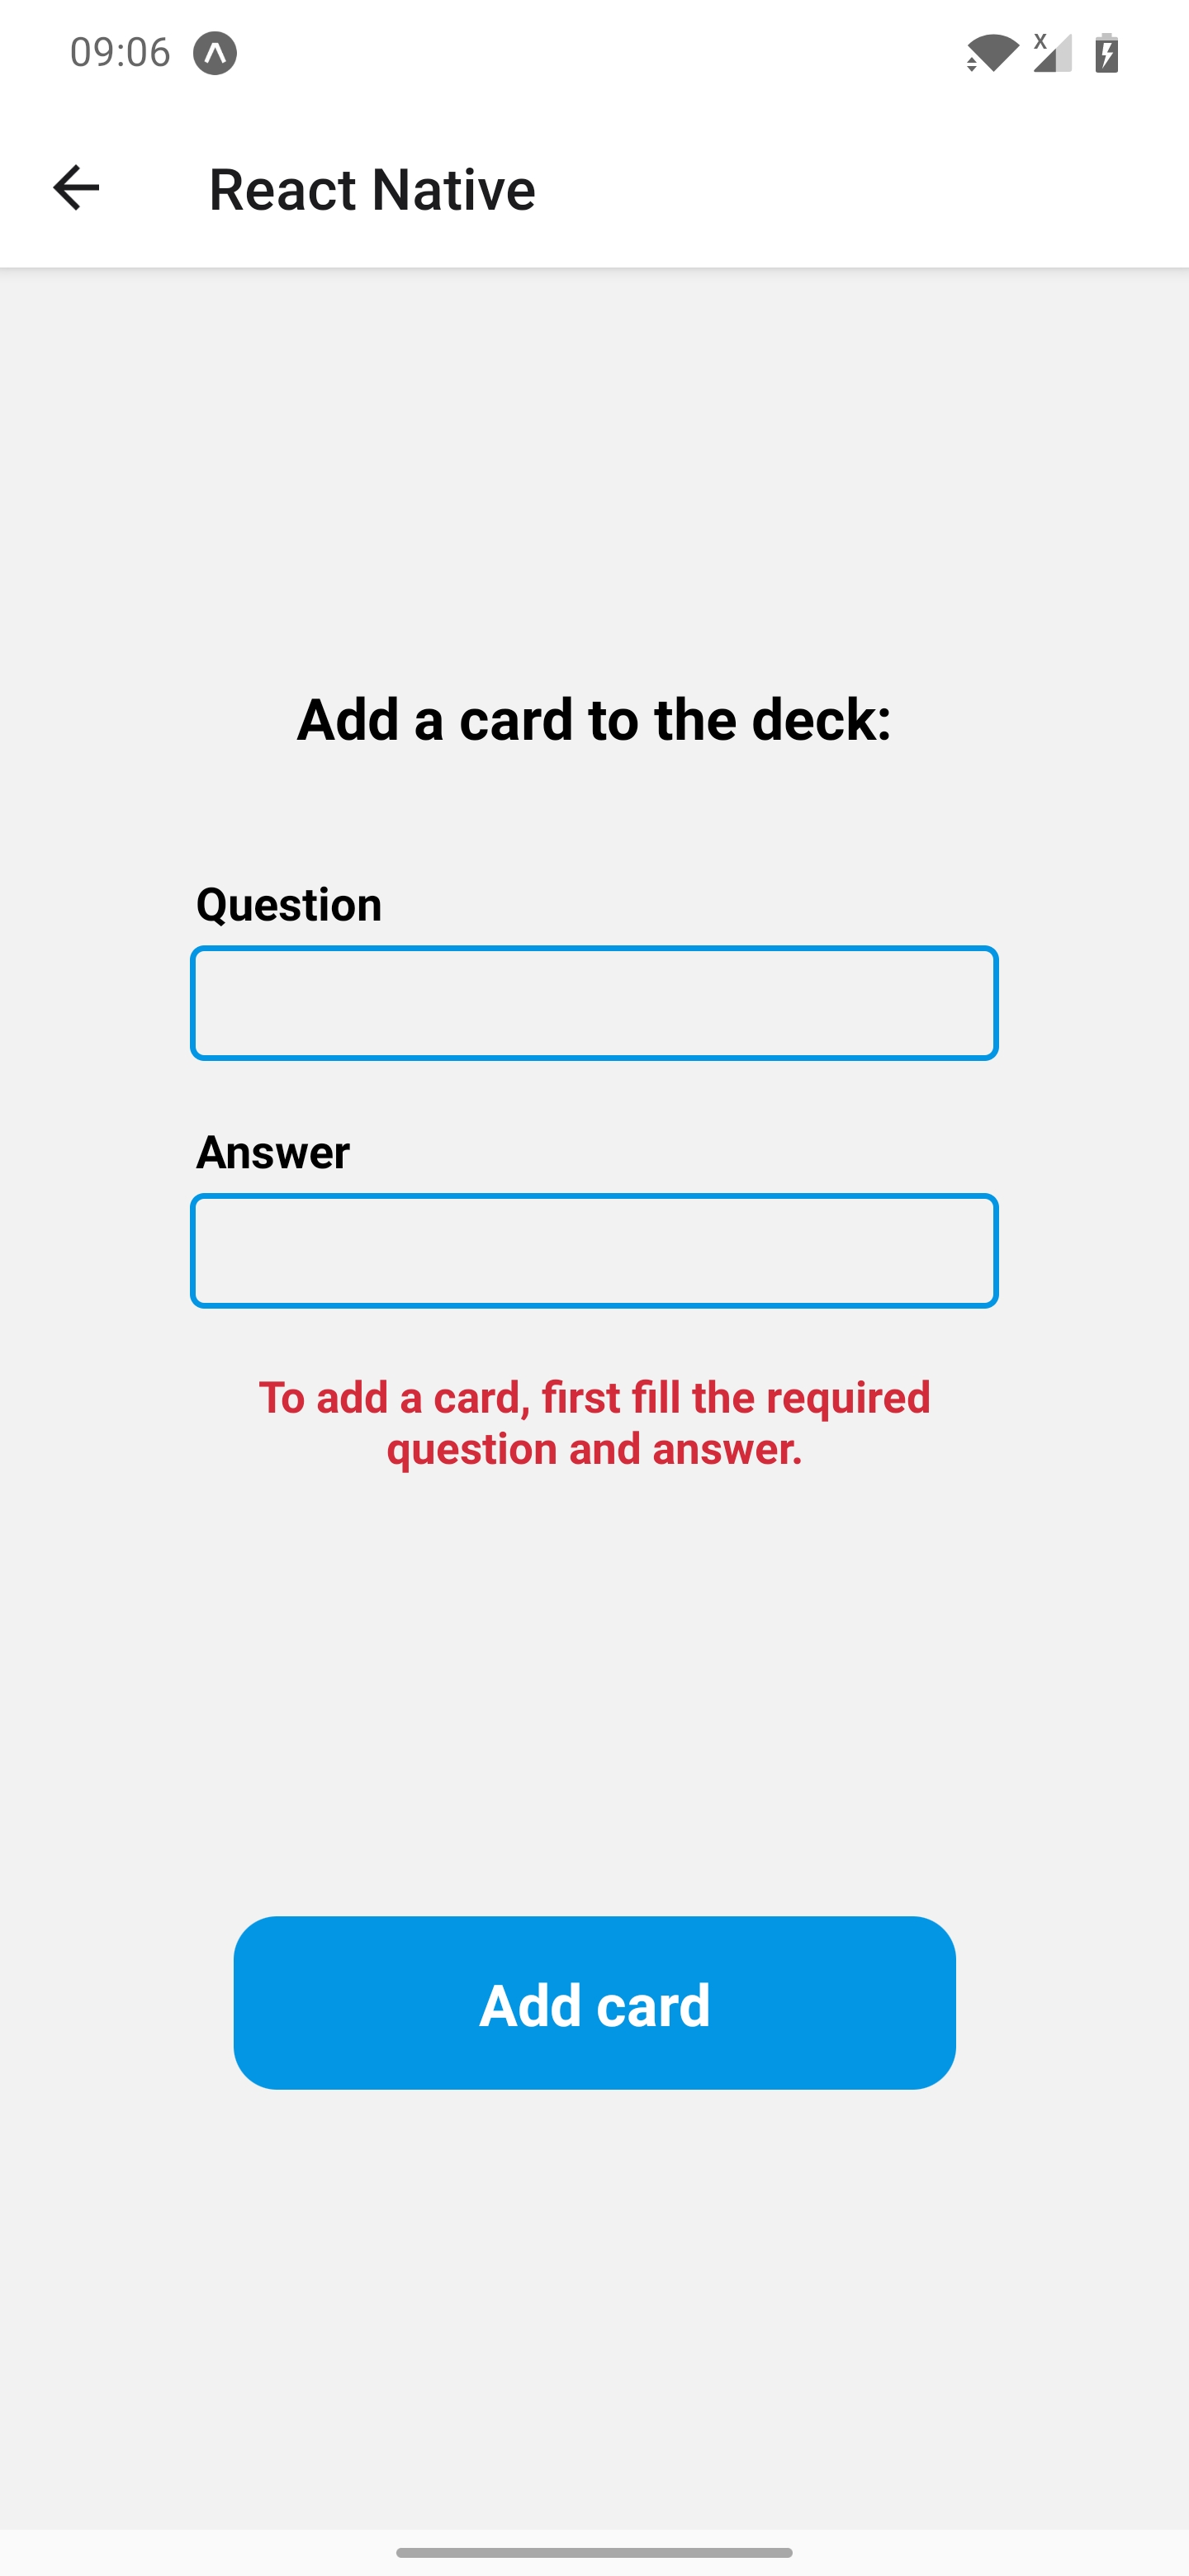 09:06
React Native
Add a card to the deck:
Question
Answer
To add a card, first fill the required
question and answer.
Add card